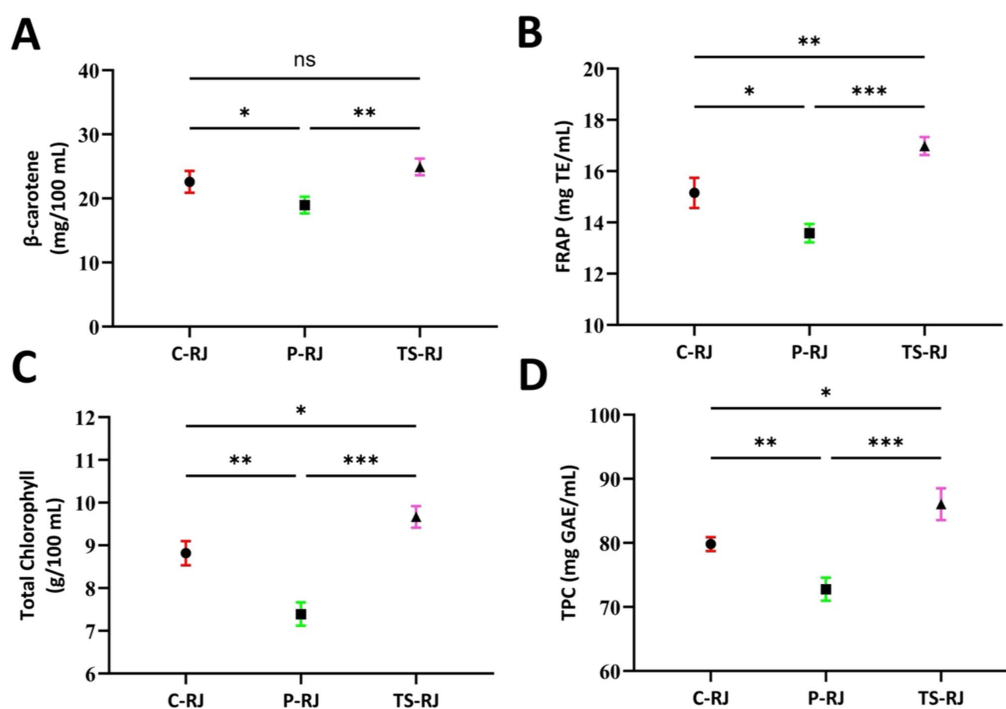 A
ns
*
**
β-carotene
(mg/100 mL)
40
30
20
10
0
C-RJ
P-RJ
TS-RJ
B
**
*
***
FRAP (mg TE/mL)
20
18
16
14
12
10
C-RJ
P-RJ
TS-RJ
C
*
**
***
Total Chlorophyll
(g/100 mL)
12
11
10
9
8
7
6
C-RJ
P-RJ
TS-RJ
D
*
**
***
TPC (mg GAE/mL)
100
90
80
70
60
C-RJ
P-RJ
TS-RJ